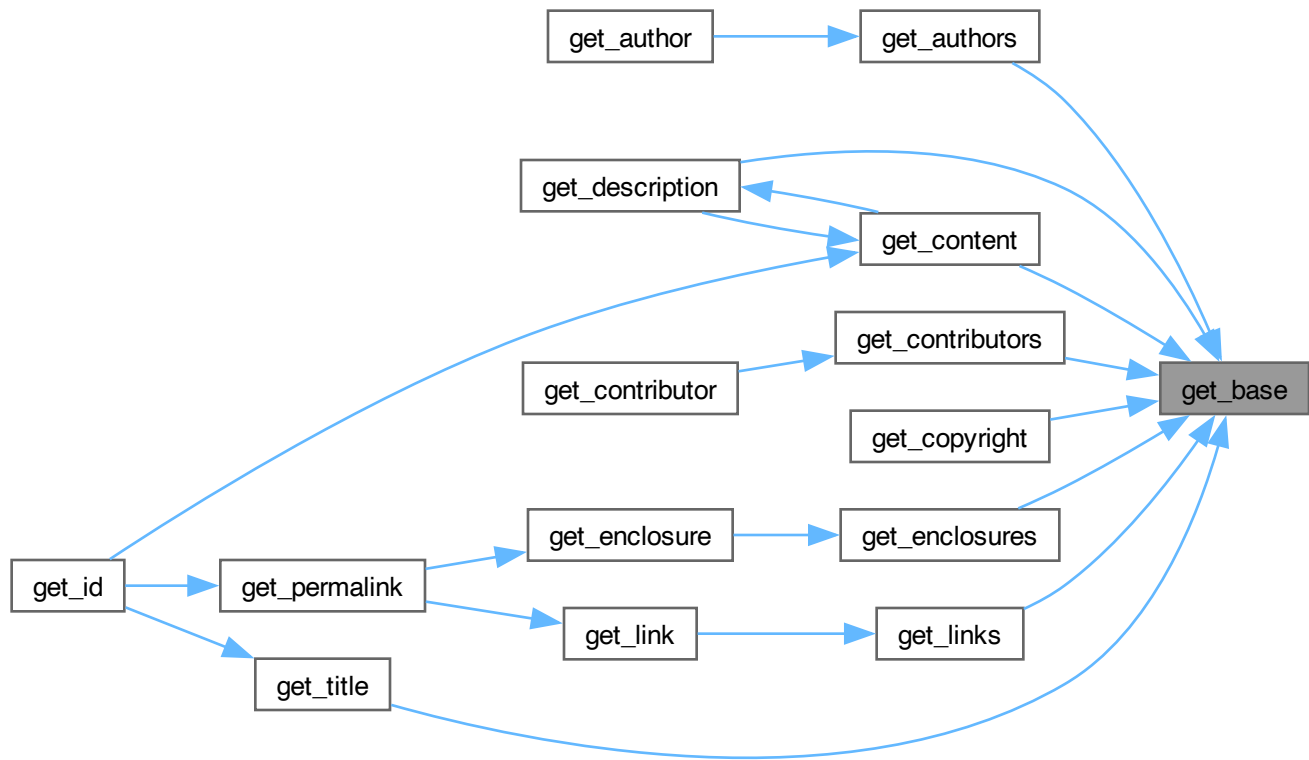 get_author
get_authors
get_description
get_content
get_contributors
get_contributor
get_base
get_copyright
get_enclosure
get_enclosures
get_id
get_permalink
get_link
get_links
get_title